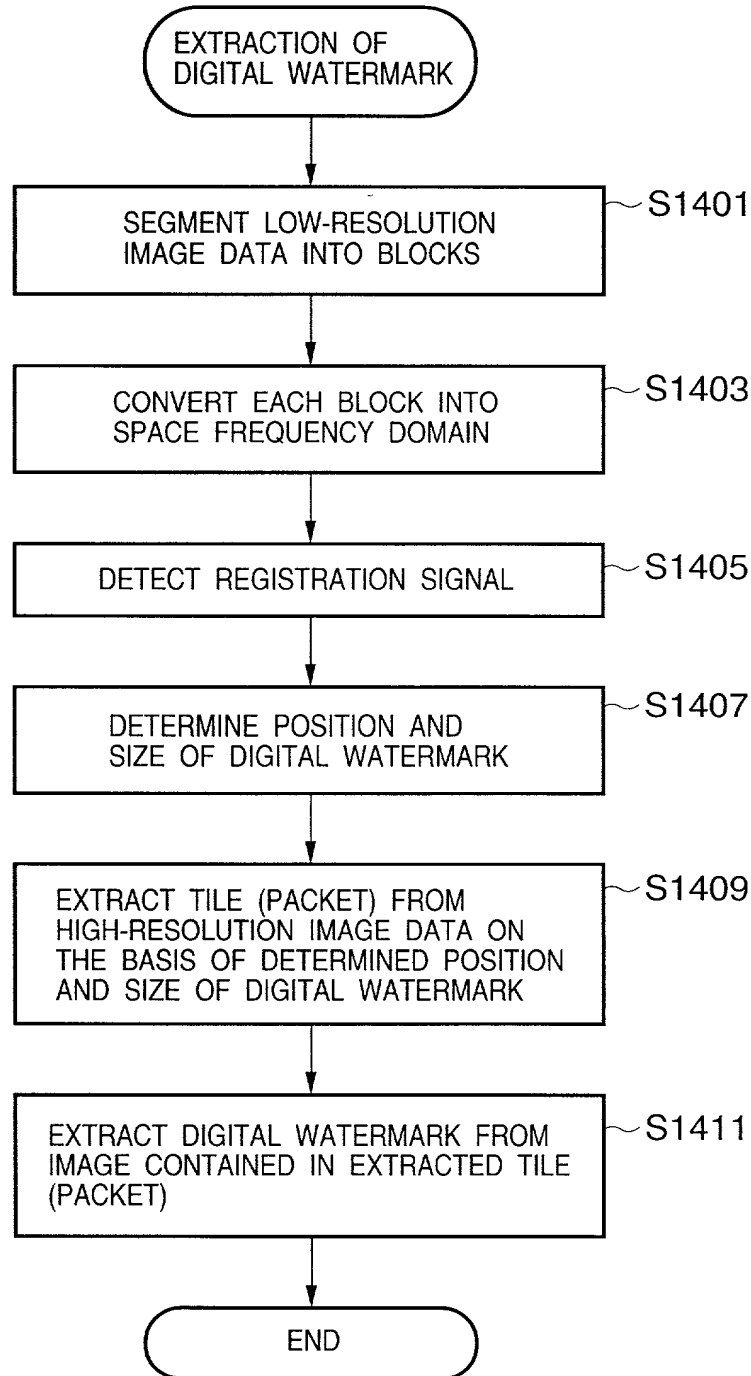 EXTRACTION OF
DIGITAL WATERMARK
SEGMENT LOW-RESOLUTION
IMAGE DATA INTO BLOCKS
S1401
CONVERT EACH BLOCK INTO
SPACE FREQUENCY DOMAIN
S1403
DETECT REGISTRATION SIGNAL
S1405
DETERMINE POSITION AND
SIZE OF DIGITAL WATERMARK
S1407
EXTRACT TILE (PACKET) FROM
HIGH-RESOLUTION IMAGE DATA ON
THE BASIS OF DETERMINED POSITION
AND SIZE OF DIGITAL WATERMARK
S1409
EXTRACT DIGITAL WATERMARK FROM
IMAGE CONTAINED IN EXTRACTED TILE
(PACKET)
S1411
END